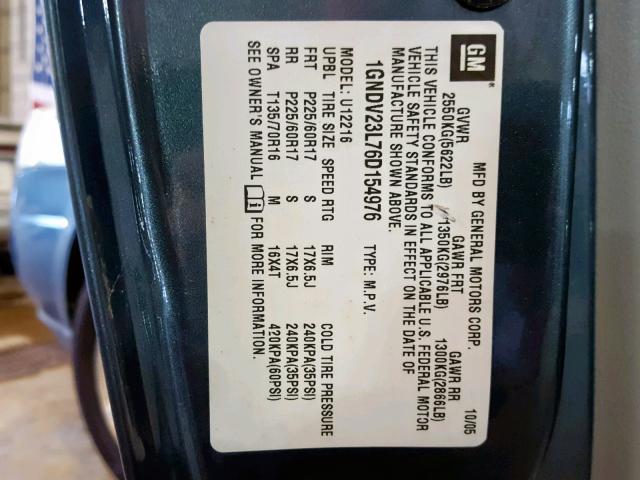 GM
MFD BY GENERAL MOTORS CORP. 10/05
GVWR GAWR FRT GAWR RR
2550KG(5622LB) 1350KG(2976LB) 1300KG(2866LB)
THIS VEHICLE CONFORMS TO ALL APPLICABLE U.S. FEDERAL MOTOR
VEHICLE SAFETY STANDARDS IN EFFECT ON THE DATE OF
MANUFACTURE SHOWN ABOVE.
1GNDV23L76D154976 TYPE: M.P.V.
MODEL: U12216
UPBL TIRE SIZE SPEED RTG RIM COLD TIRE PRESSURE
FRT P225/60R17 S 17X6.5J 240KPA(35PSI)
RR P225/60R17 S 17X6.5J 240KPA(35PSI)
SPA T135/70R16 M 16X4T 420KPA(60PSI)
SEE OWNER'S MANUAL FOR MORE INFORMATION.